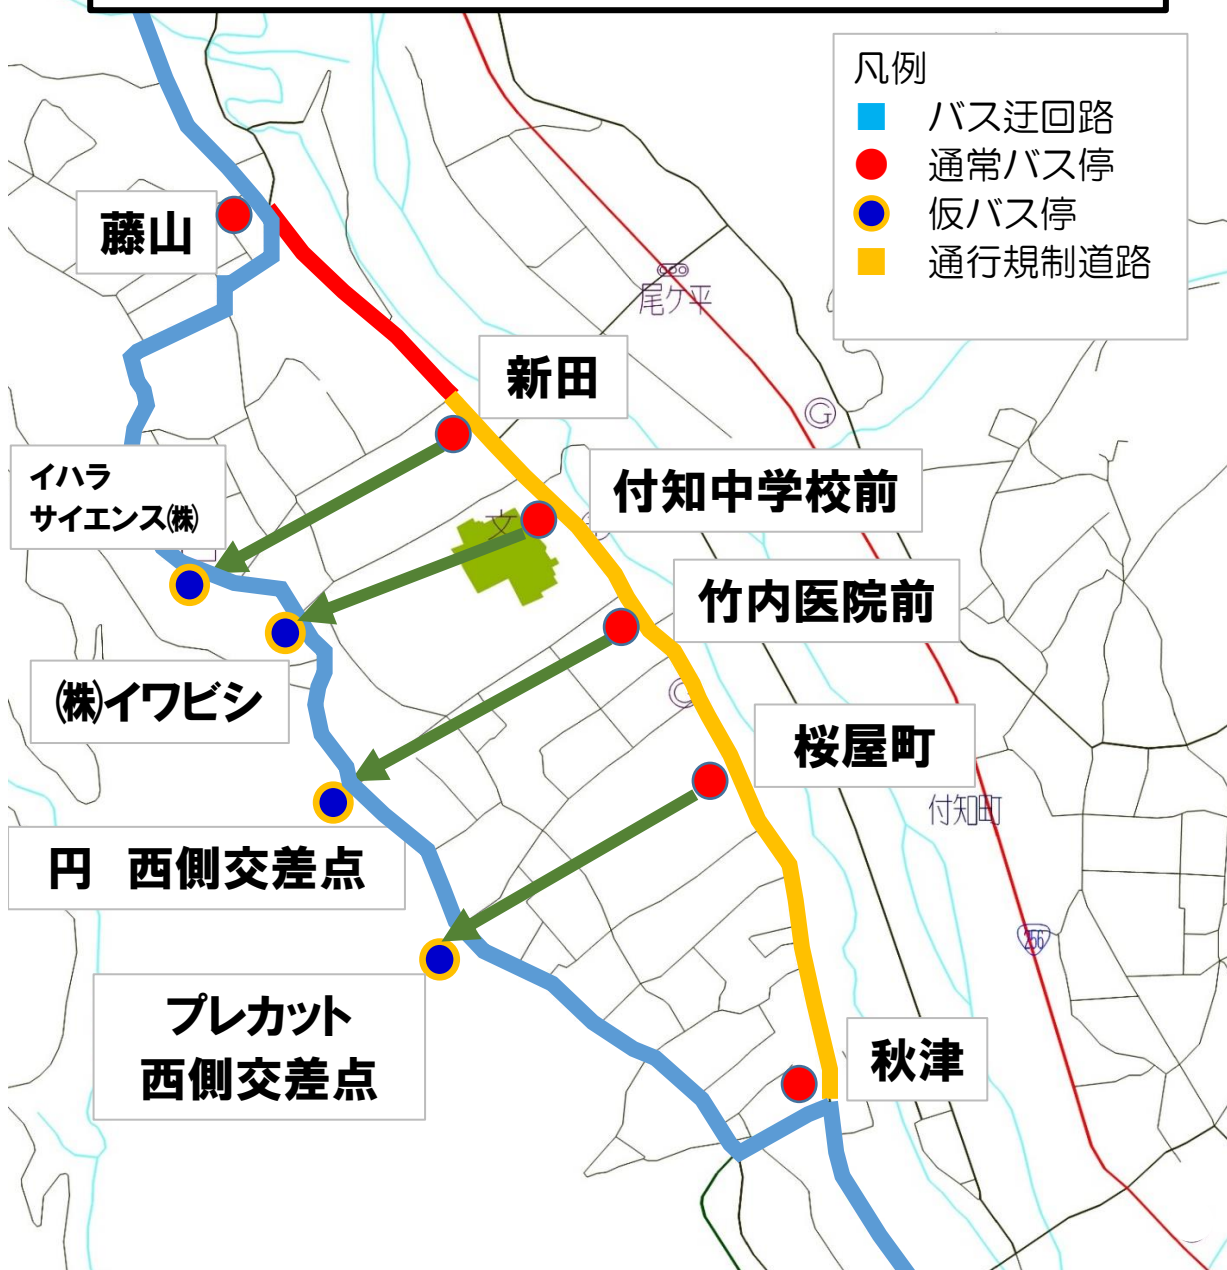 凡例
バス迂回路
通常バス停
仮バス停
通行規制道路
藤山
尾ケ平
新田
G
イハラ
サイエンス㈱
文
付知中学校前
竹内医院前
㈱イワビシ
桜屋町
付知町
円 西側交差点
256
プレカット
西側交差点
秋津